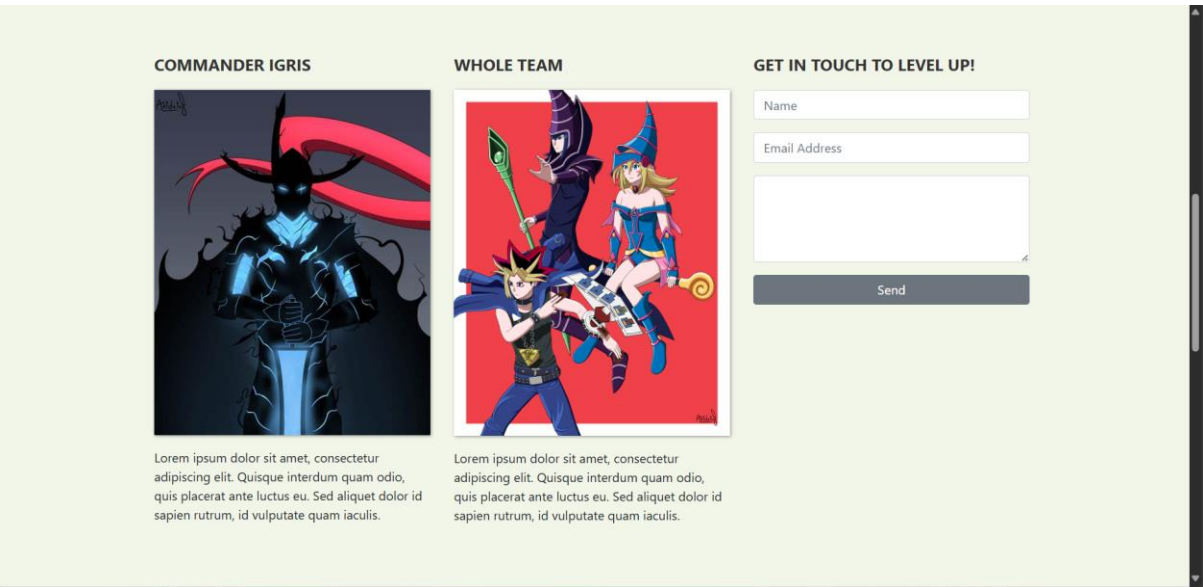 COMMANDER IGRIS
Lorem ipsum dolor sit amet, consectetur
adipiscing elit. Quisque interdum quam odio,
quis placerat ante luctus eu. Sed aliquet dolor id
sapien rutrum, id vulputate quam iaculis.
WHOLE TEAM
Lorem ipsum dolor sit amet, consectetur
adipiscing elit. Quisque interdum quam odio,
quis placerat ante luctus eu. Sed aliquet dolor id
sapien rutrum, id vulputate quam iaculis.
GET IN TOUCH TO LEVEL UP!
Name
Email Address
Send